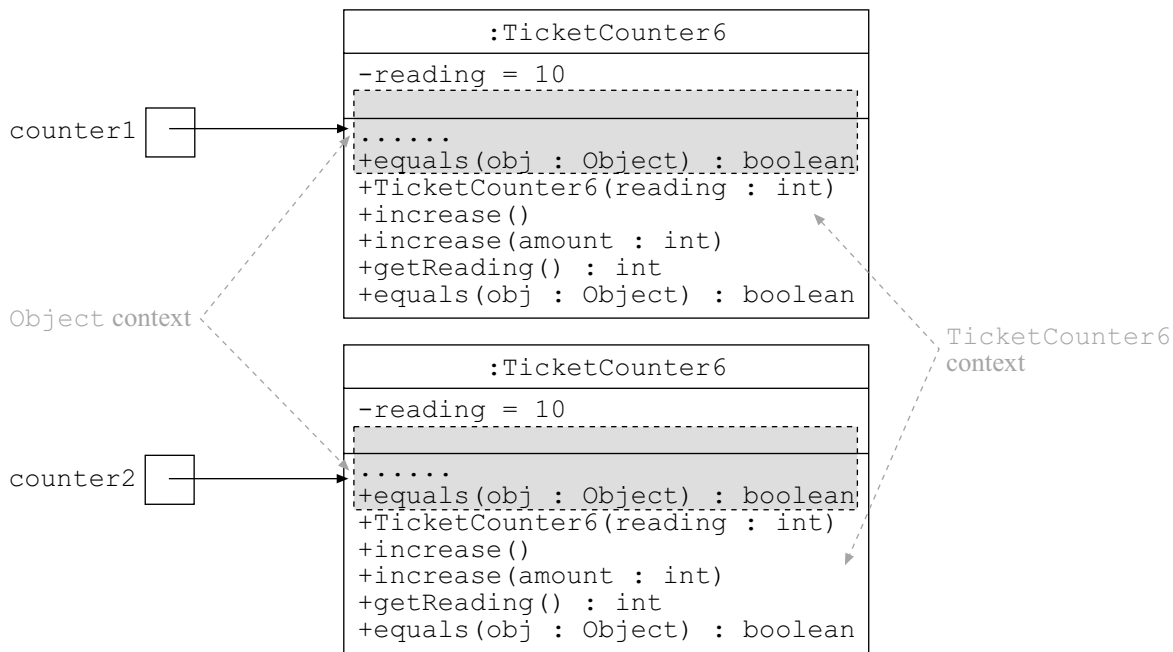 :TicketCounter6
-reading = 10
counter1
......
+equals(obj : Object) : boolean
+TicketCounter6(reading : int)
+increase()
+increase(amount : int)
+getReading() : int
+equals(obj : Object) : boolean
Object context
TicketCounter6
context
:TicketCounter6
-reading = 10
counter2
......
+equals(obj : Object) : boolean
+TicketCounter6(reading : int)
+increase()
+increase(amount : int)
+getReading() : int
+equals(obj : Object) : boolean